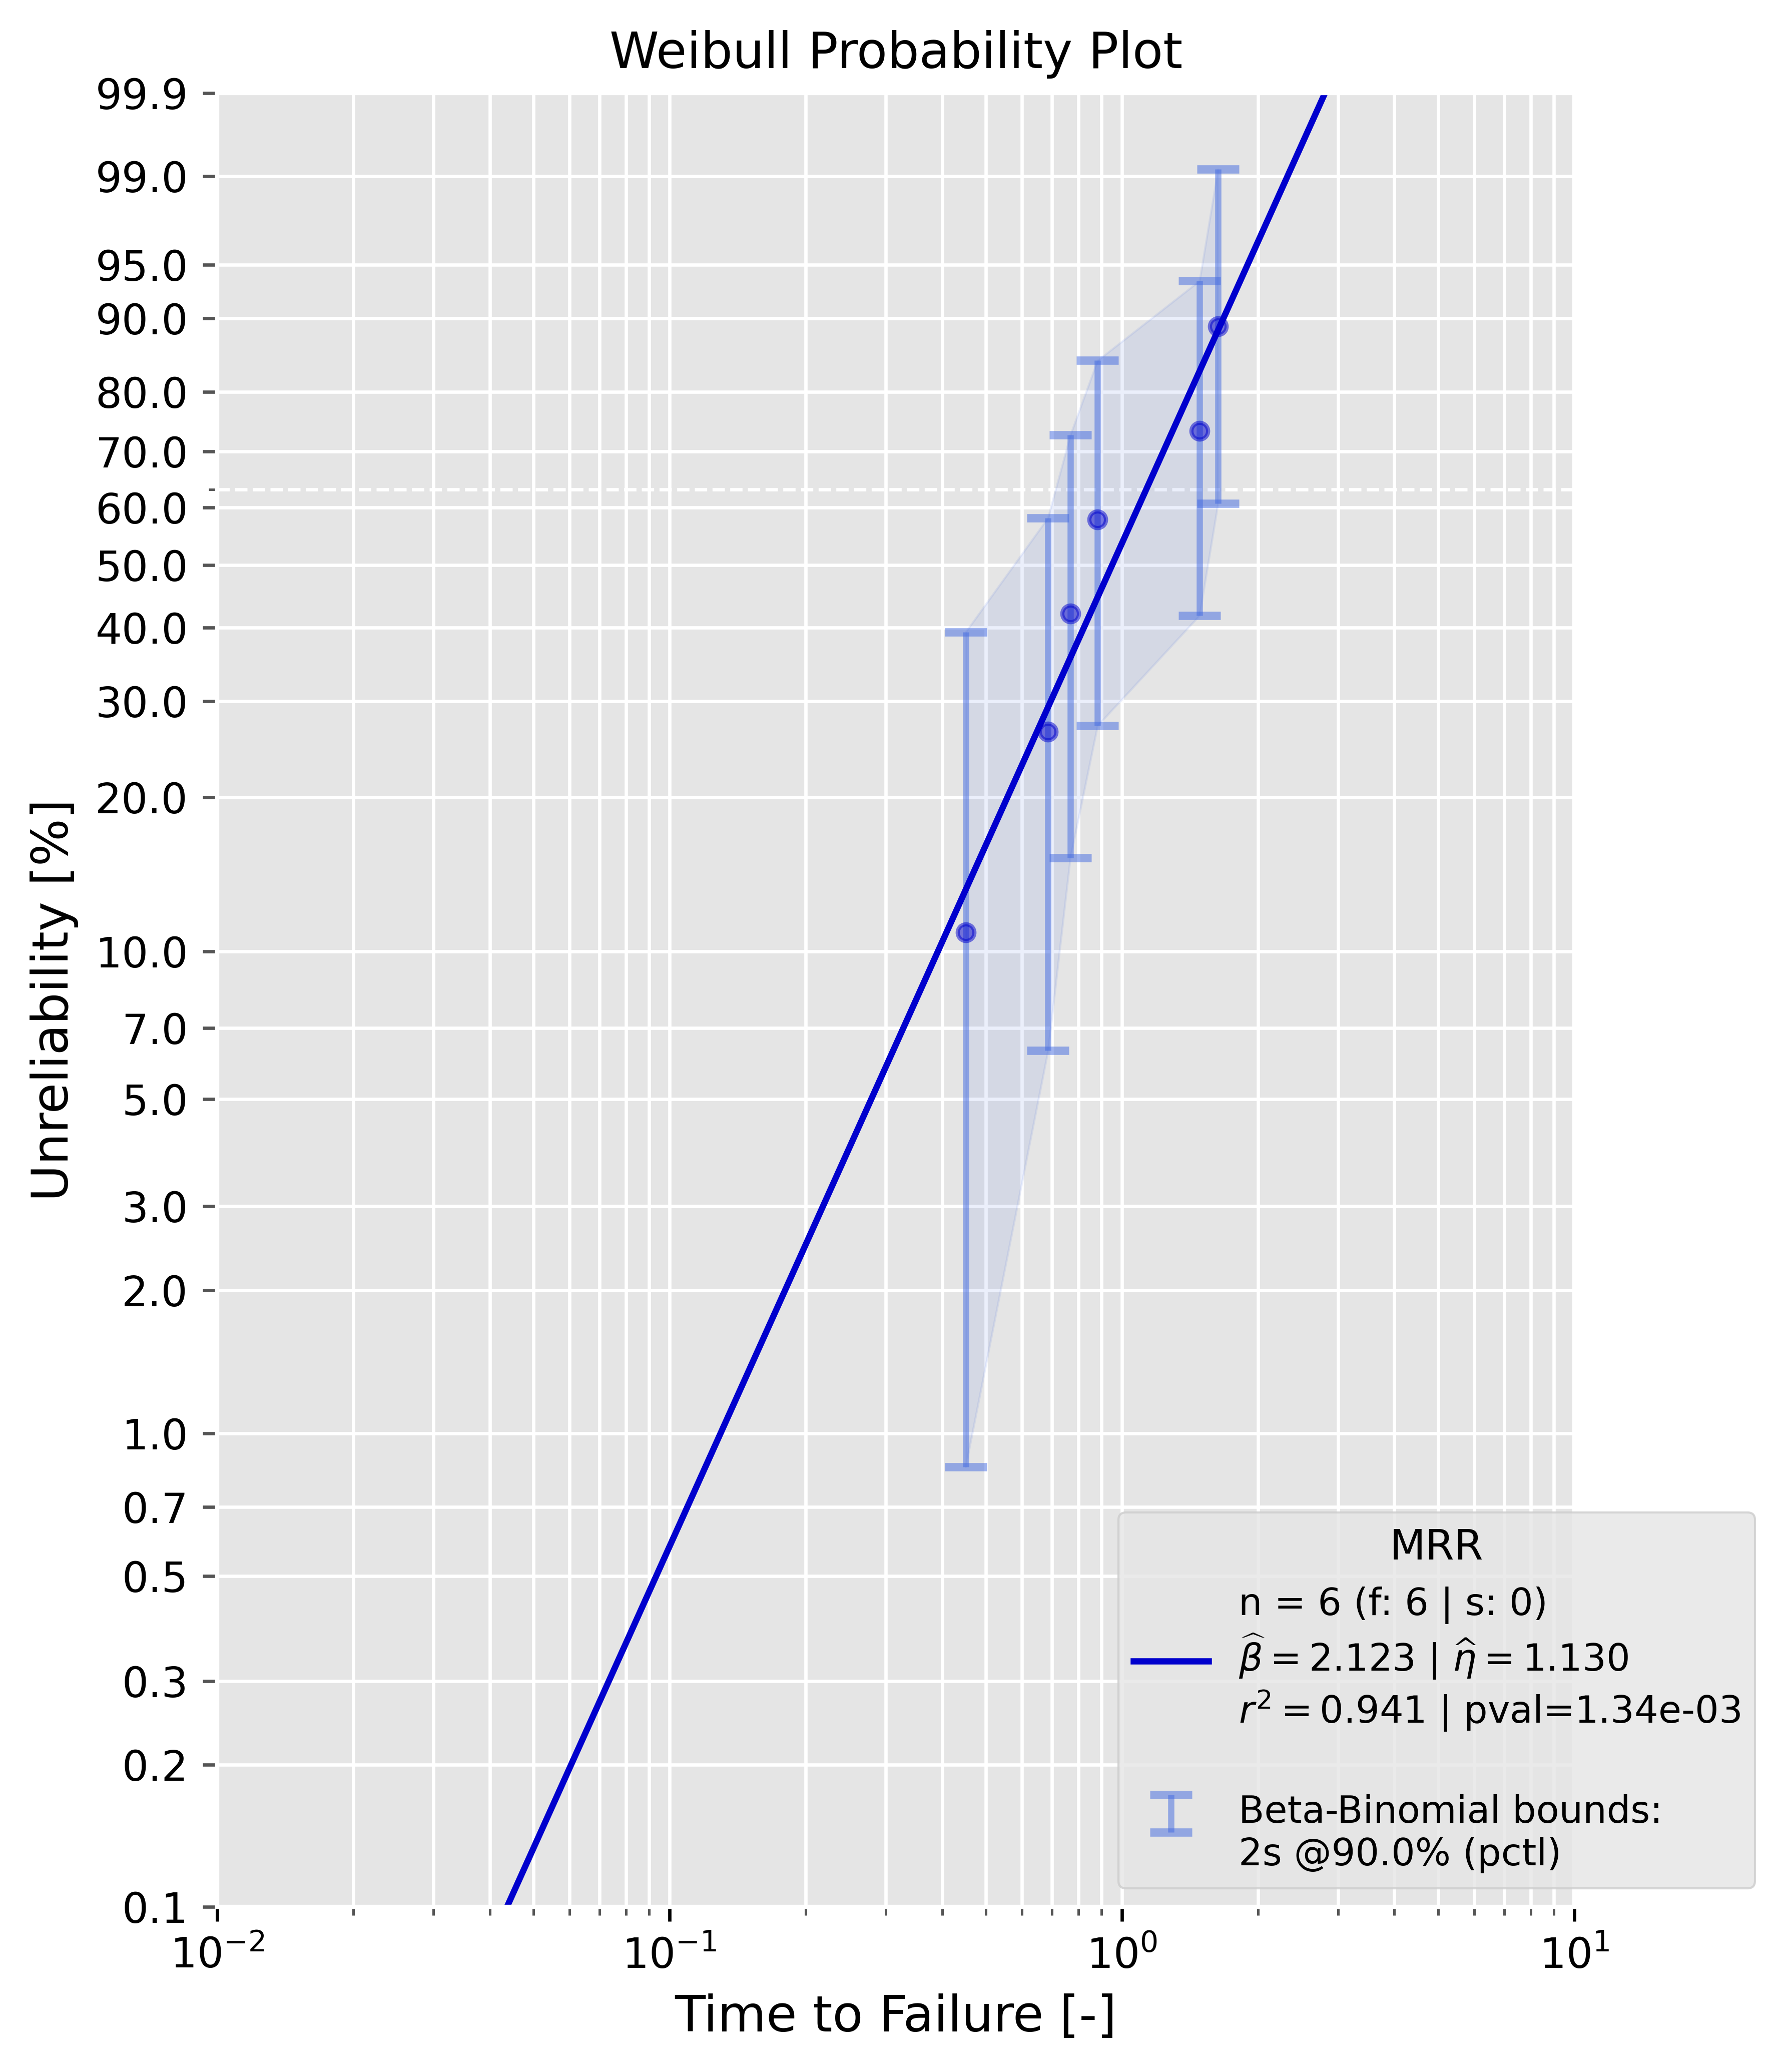 Weibull Probability Plot
99.9
99.0
95.0
90.0
80.0
70.0
60.0
50.0
40.0
30.0
20.0
10.0
7.0
5.0
3.0
2.0
1.0
0.7
0.5
0.3
0.2
0.1
Unreliability [%]
10⁻² 10⁻¹ 10⁰ 10¹
Time to Failure [-]
MRR
n = 6 (f: 6 | s: 0)
β̂ = 2.123 | η̂ = 1.130
r² = 0.941 | pval=1.34e-03
Beta-Binomial bounds:
2s @90.0% (pctl)